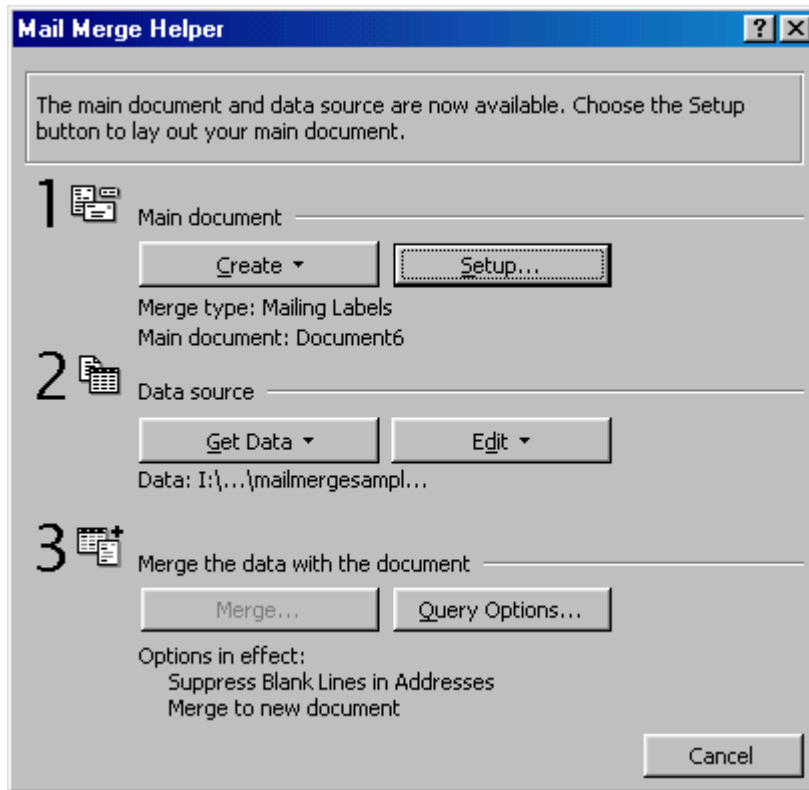 Mail Merge Helper
The main document and data source are now available. Choose the Setup
button to lay out your main document.
1
Main document
Create Setup...
Merge type: Mailing Labels
Main document: Document6
2
Data source
Get Data Edit
Data: I:\...\mailmergesampl...
3
Merge the data with the document
Merge... Query Options...
Options in effect:
Suppress Blank Lines in Addresses
Merge to new document
Cancel